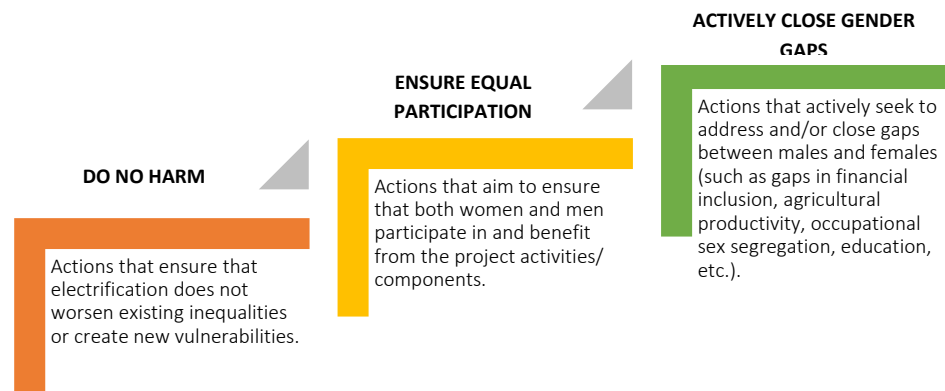 DO NO HARM
Actions that ensure that
electrification does not
worsen existing inequalities
or create new vulnerabilities.
ENSURE EQUAL
PARTICIPATION
Actions that aim to ensure
that both women and men
participate in and benefit
from the project activities/
components.
ACTIVELY CLOSE GENDER
GAPS
Actions that actively seek to
address and/or close gaps
between males and females
(such as gaps in financial
inclusion, agricultural
productivity, occupational
sex segregation, education,
etc.).